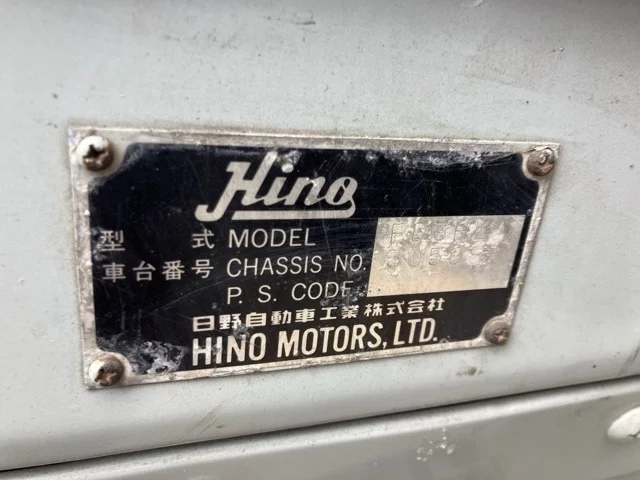 Hino
型 式 MODEL
車台番号 CHASSIS NO.
P. S. CODE
日野自動車工業株式会社
HINO MOTORS, LTD.